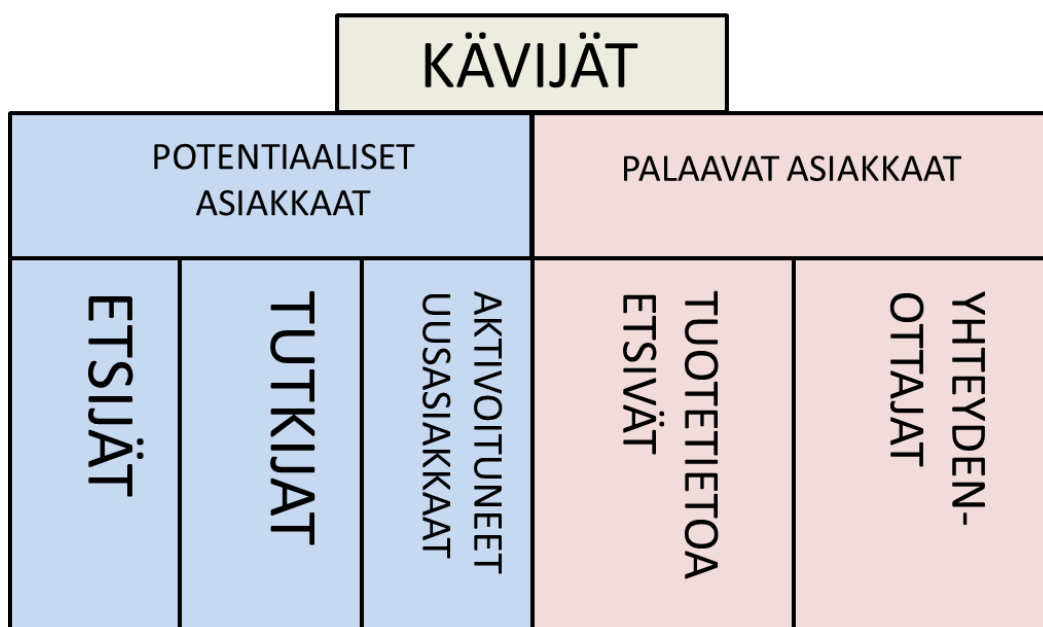 KÄVIJÄT
POTENTIAALISET
ASIAKKAAT
PALAAVAT ASIAKKAAT
ETSIJÄT
TUTKIJAT
AKTIVOITUNEET
UUSASIAKKAAT
TUOTETIETOA
ETSIVÄT
YHTEYDEN-
OTTAJAT